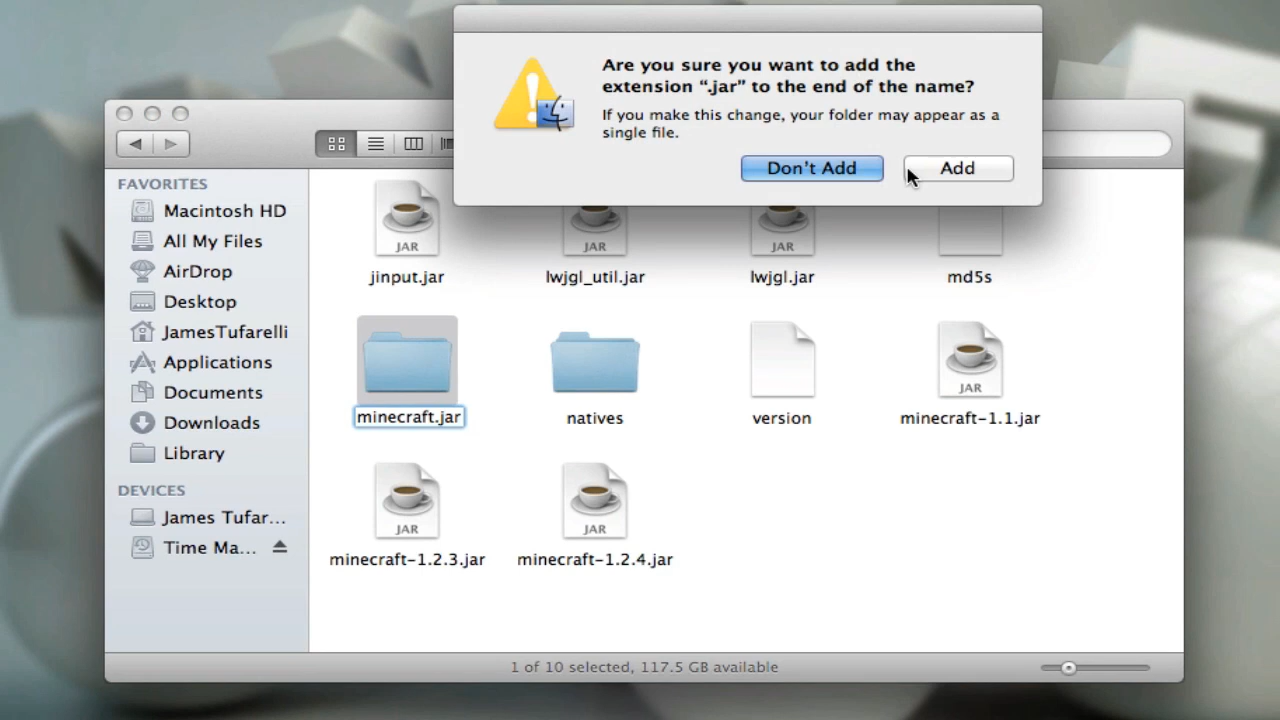 Are you sure you want to add the
extension “.jar” to the end of the name?
If you make this change, your folder may appear as a
single file.
Don't Add
Add
FAVORITES
Macintosh HD
All My Files
AirDrop
Desktop
JamesTufarelli
Applications
Documents
Downloads
Library
DEVICES
James Tufar...
Time Ma...
JAR
JAR
JAR
jinput.jar
lwjgl_util.jar
lwjgl.jar
md5s
JAR
minecraft.jar
natives
version
minecraft-1.1.jar
JAR
JAR
minecraft-1.2.3.jar
minecraft-1.2.4.jar
1 of 10 selected, 117.5 GB available